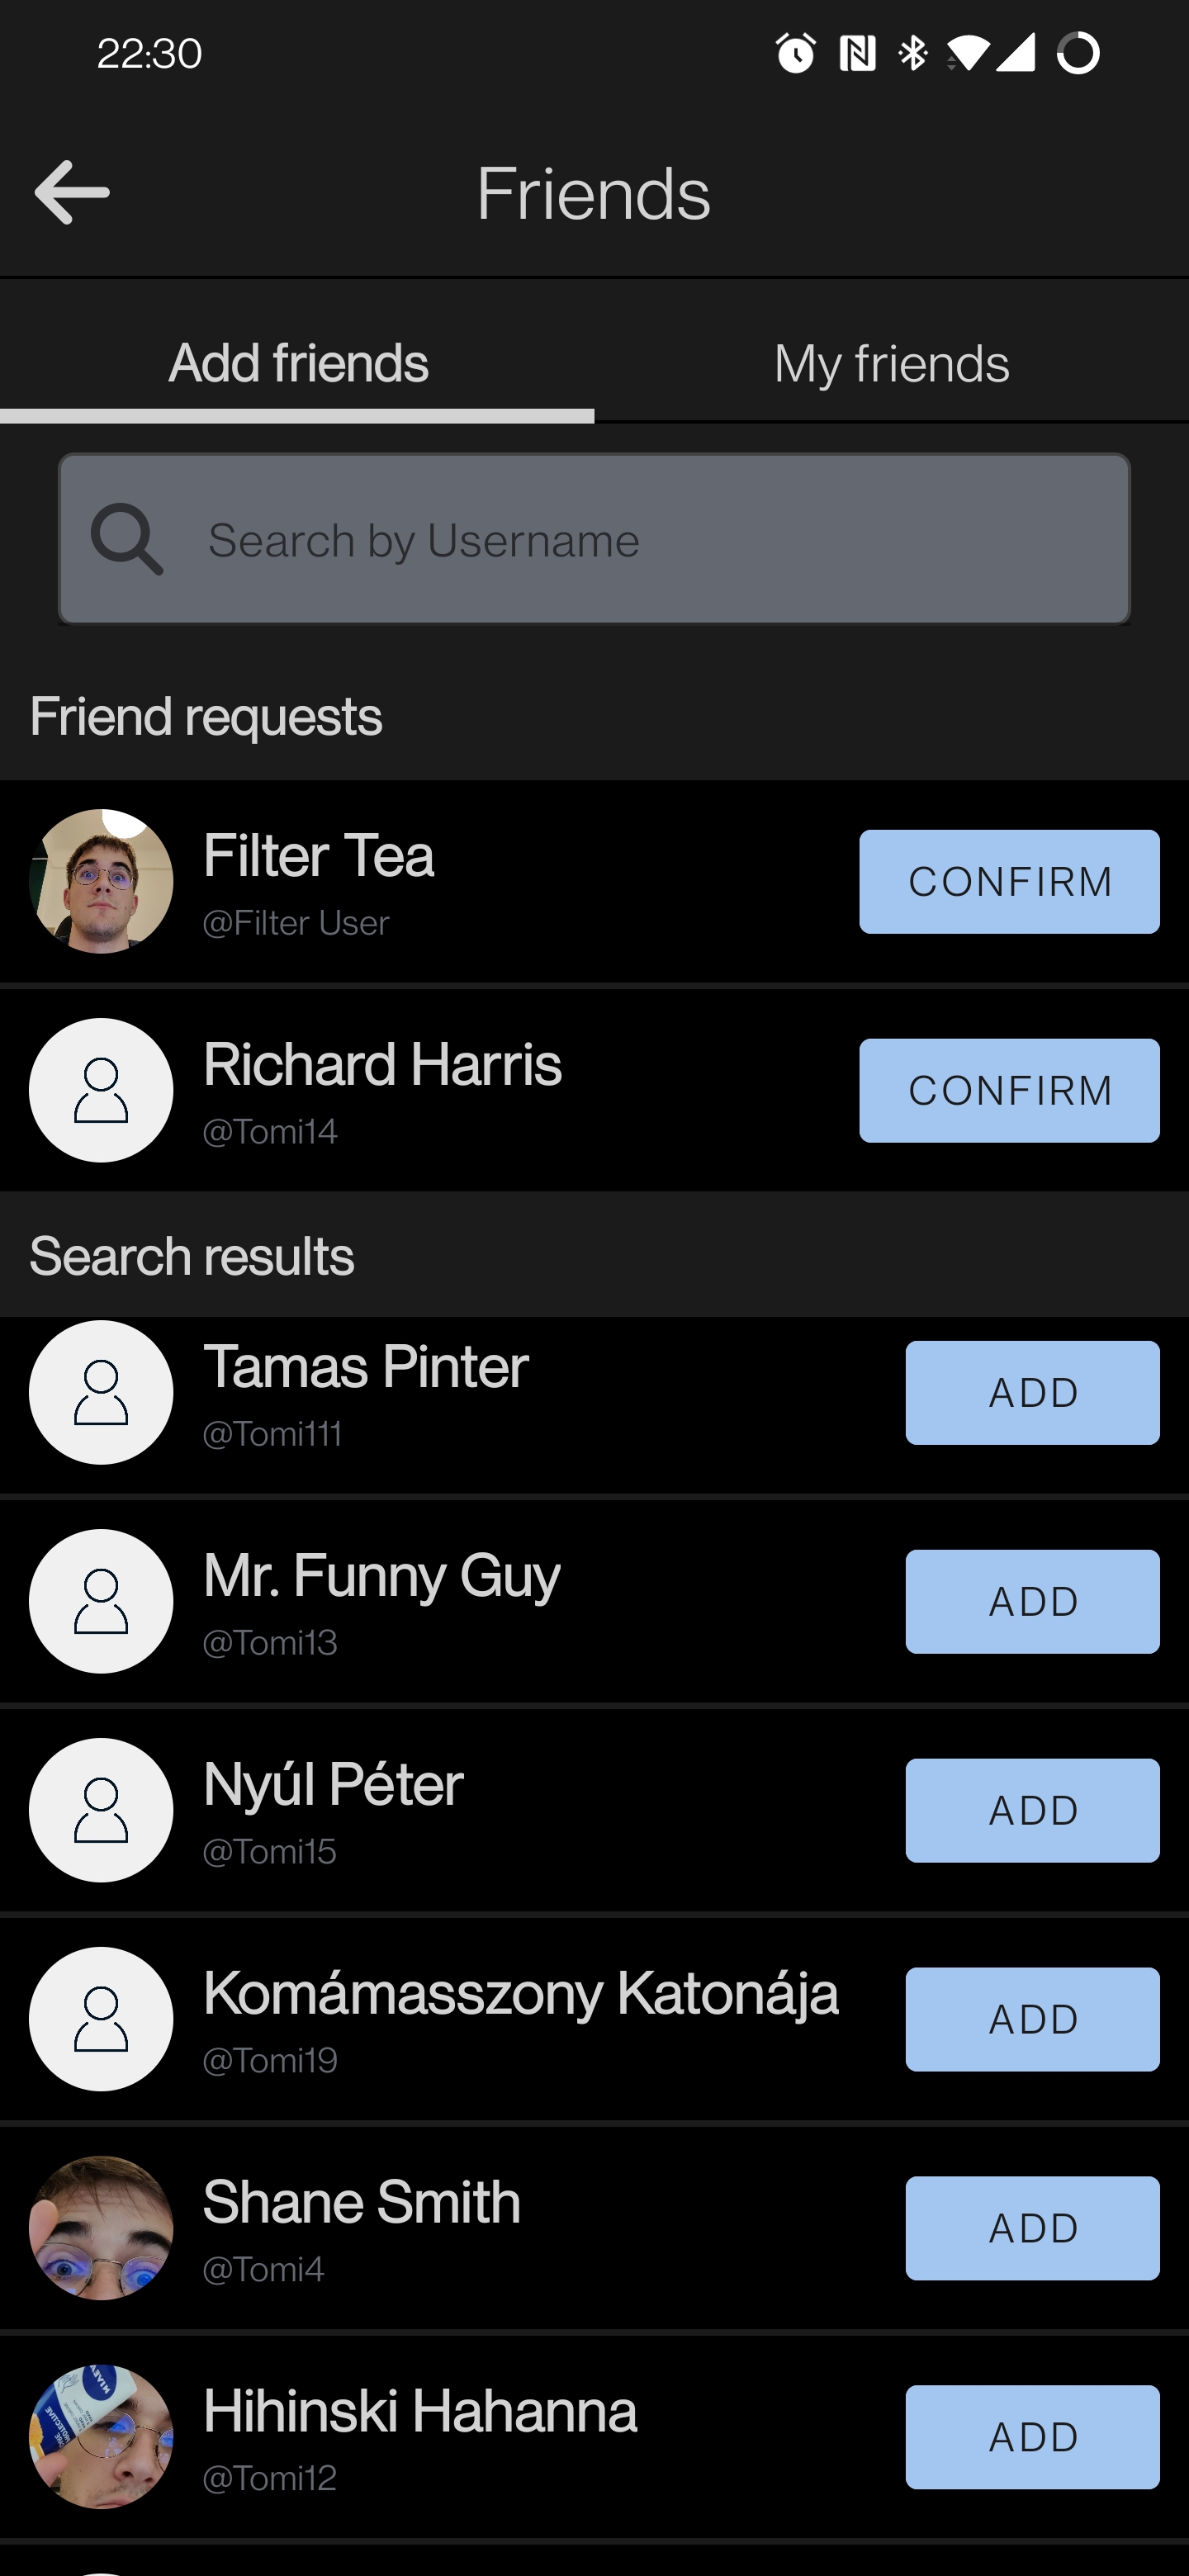 22:30
Friends
Add friends
My friends
Search by Username
Friend requests
Filter Tea
@Filter User
CONFIRM
Richard Harris
@Tomi14
CONFIRM
Search results
Tamas Pinter
@Tomi111
ADD
Mr. Funny Guy
@Tomi13
ADD
Nyúl Péter
@Tomi15
ADD
Komámasszony Katonája
@Tomi19
ADD
Shane Smith
@Tomi4
ADD
NIVEA
Hihinski Hahanna
@Tomi12
ADD